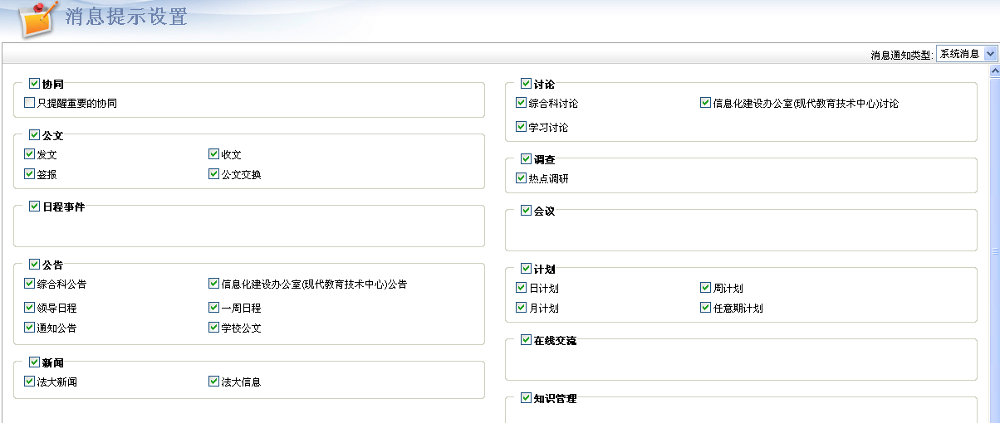 消息提示设置
消息通知类型: 系统消息
协同
只提醒重要的协同
公文
发文 收文
签报 公文交换
日程事件
公告
综合科公告 信息化建设办公室(现代教育技术中心)公告
领导日程 一周日程
通知公告 学校公文
新闻
法大新闻 法大信息
讨论
综合科讨论 信息化建设办公室(现代教育技术中心)讨论
学习讨论
调查
热点调研
会议
计划
日计划 周计划
月计划 任意期计划
在线交流
知识管理